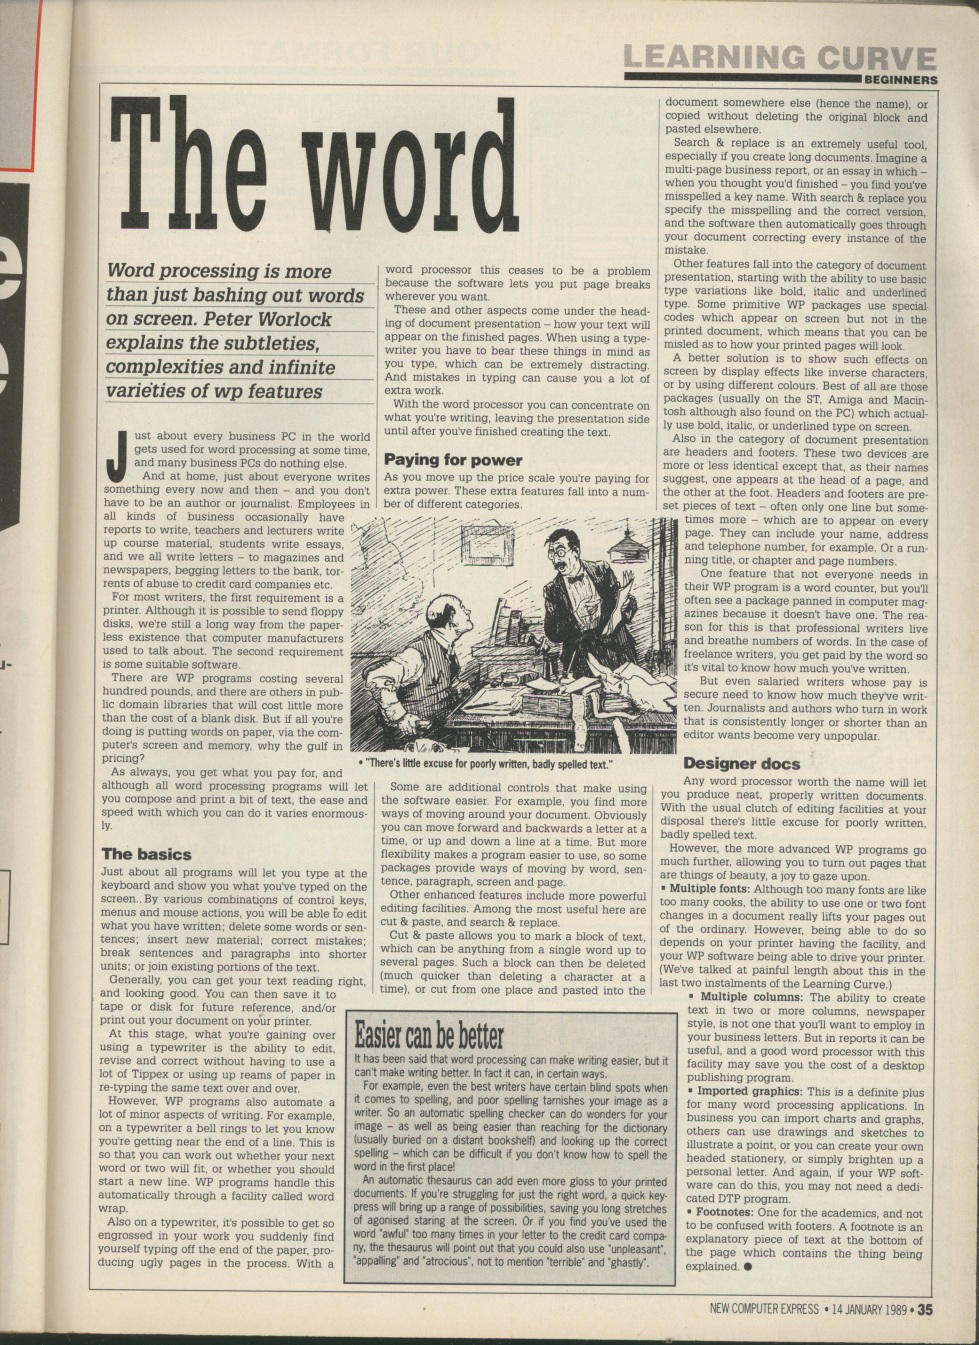 LEARNING CURVE
BEGINNERS
The word
Word processing is more
than just bashing out words
on screen. Peter Worlock
explains the subtleties,
complexities and infinite
varieties of wp features
Just about every business PC in the world
gets used for word processing at some time,
and many business PCs do nothing else.
And at home, just about everyone writes
something every now and then – and you don't
have to be an author or journalist. Employees in
all kinds of business occasionally have
reports to write, teachers and lecturers write
up course material, students write essays,
and we all write letters – to magazines and
newspapers, begging letters to the bank, tor-
rents of abuse to credit card companies etc.
For most writers, the first requirement is a
printer. Although it is possible to send floppy
disks, we're still a long way from the paper-
less existence that computer manufacturers
used to talk about. The second requirement
is some suitable software.
There are WP programs costing several
hundred pounds, and there are others in pub-
lic domain libraries that will cost little more
than the cost of a blank disk. But if all you're
doing is putting words on paper, via the com-
puter's screen and memory, why the gulf in
pricing?
As always, you get what you pay for, and
although all word processing programs will let
you compose and print a bit of text, the ease and
speed with which you can do it varies enormous-
ly.
The basics
Just about all programs will let you type at the
keyboard and show you what you've typed on the
screen.. By various combinations of control keys,
menus and mouse actions, you will be able to edit
what you have written; delete some words or sen-
tences; insert new material; correct mistakes;
break sentences and paragraphs into shorter
units; or join existing portions of the text.
Generally, you can get your text reading right,
and looking good. You can then save it to
tape or disk for future reference, and/or
print out your document on your printer.
At this stage, what you're gaining over
using a typewriter is the ability to edit,
revise and correct without having to use a
lot of Tippex or using up reams of paper in
re-typing the same text over and over.
However, WP programs also automate a
lot of minor aspects of writing. For example,
on a typewriter a bell rings to let you know
you're getting near the end of a line. This is
so that you can work out whether your next
word or two will fit, or whether you should
start a new line. WP programs handle this
automatically through a facility called word
wrap.
Also on a typewriter, it's possible to get so
engrossed in your work you suddenly find
yourself typing off the end of the paper, pro-
ducing ugly pages in the process. With a
word processor this ceases to be a problem
because the software lets you put page breaks
wherever you want.
These and other aspects come under the head-
ing of document presentation – how your text will
appear on the finished pages. When using a type-
writer you have to bear these things in mind as
you type, which can be extremely distracting.
And mistakes in typing can cause you a lot of
extra work.
With the word processor you can concentrate on
what you're writing, leaving the presentation side
until after you've finished creating the text.
Paying for power
As you move up the price scale you're paying for
extra power. These extra features fall into a num-
ber of different categories.
• "There's little excuse for poorly written, badly spelled text."
Some are additional controls that make using
the software easier. For example, you find more
ways of moving around your document. Obviously
you can move forward and backwards a letter at a
time, or up and down a line at a time. But more
flexibility makes a program easier to use, so some
packages provide ways of moving by word, sen-
tence, paragraph, screen and page.
Other enhanced features include more powerful
editing facilities. Among the most useful here are
cut & paste, and search & replace.
Cut & paste allows you to mark a block of text,
which can be anything from a single word up to
several pages. Such a block can then be deleted
(much quicker than deleting a character at a
time), or cut from one place and pasted into the
document somewhere else (hence the name), or
copied without deleting the original block and
pasted elsewhere.
Search & replace is an extremely useful tool,
especially if you create long documents. Imagine a
multi-page business report, or an essay in which –
when you thought you'd finished – you find you've
misspelled a key name. With search & replace you
specify the misspelling and the correct version,
and the software then automatically goes through
your document correcting every instance of the
mistake.
Other features fall into the category of document
presentation, starting with the ability to use basic
type variations like bold, italic and underlined
type. Some primitive WP packages use special
codes which appear on screen but not in the
printed document, which means that you can be
misled as to how your printed pages will look.
A better solution is to show such effects on
screen by display effects like inverse characters,
or by using different colours. Best of all are those
packages (usually on the ST, Amiga and Macin-
tosh although also found on the PC) which actual-
ly use bold, italic, or underlined type on screen.
Also in the category of document presentation
are headers and footers. These two devices are
more or less identical except that, as their names
suggest, one appears at the head of a page, and
the other at the foot. Headers and footers are pre-
set pieces of text – often only one line but some-
times more – which are to appear on every
page. They can include your name, address
and telephone number, for example. Or a run-
ning title, or chapter and page numbers.
One feature that not everyone needs in
their WP program is a word counter, but you'll
often see a package panned in computer mag-
azines because it doesn't have one. The rea-
son for this is that professional writers live
and breathe numbers of words. In the case of
freelance writers, you get paid by the word so
it's vital to know how much you've written.
But even salaried writers whose pay is
secure need to know how much they've writ-
ten. Journalists and authors who turn in work
that is consistently longer or shorter than an
editor wants become very unpopular.
Designer docs
Any word processor worth the name will let
you produce neat, properly written documents.
With the usual clutch of editing facilities at your
disposal there's little excuse for poorly written,
badly spelled text.
However, the more advanced WP programs go
much further, allowing you to turn out pages that
are things of beauty, a joy to gaze upon.
▪ Multiple fonts: Although too many fonts are like
too many cooks, the ability to use one or two font
changes in a document really lifts your pages out
of the ordinary. However, being able to do so
depends on your printer having the facility, and
your WP software being able to drive your printer.
(We've talked at painful length about this in the
last two instalments of the Learning Curve.)
▪ Multiple columns: The ability to create
text in two or more columns, newspaper
style, is not one that you'll want to employ in
your business letters. But in reports it can be
useful, and a good word processor with this
facility may save you the cost of a desktop
publishing program.
▪ Imported graphics: This is a definite plus
for many word processing applications. In
business you can import charts and graphs,
others can use drawings and sketches to
illustrate a point, or you can create your own
headed stationery, or simply brighten up a
personal letter. And again, if your WP soft-
ware can do this, you may not need a dedi-
cated DTP program.
▪ Footnotes: One for the academics, and not
to be confused with footers. A footnote is an
explanatory piece of text at the bottom of
the page which contains the thing being
explained. ●
Easier can be better
It has been said that word processing can make writing easier, but it
can't make writing better. In fact it can, in certain ways.
For example, even the best writers have certain blind spots when
it comes to spelling, and poor spelling tarnishes your image as a
writer. So an automatic spelling checker can do wonders for your
image – as well as being easier than reaching for the dictionary
(usually buried on a distant bookshelf) and looking up the correct
spelling – which can be difficult if you don't know how to spell the
word in the first place!
An automatic thesaurus can add even more gloss to your printed
documents. If you're struggling for just the right word, a quick key-
press will bring up a range of possibilities, saving you long stretches
of agonised staring at the screen. Or if you find you've used the
word "awful" too many times in your letter to the credit card compa-
ny, the thesaurus will point out that you could also use "unpleasant",
"appalling" and "atrocious", not to mention "terrible" and "ghastly".
NEW COMPUTER EXPRESS • 14 JANUARY 1989 • 35